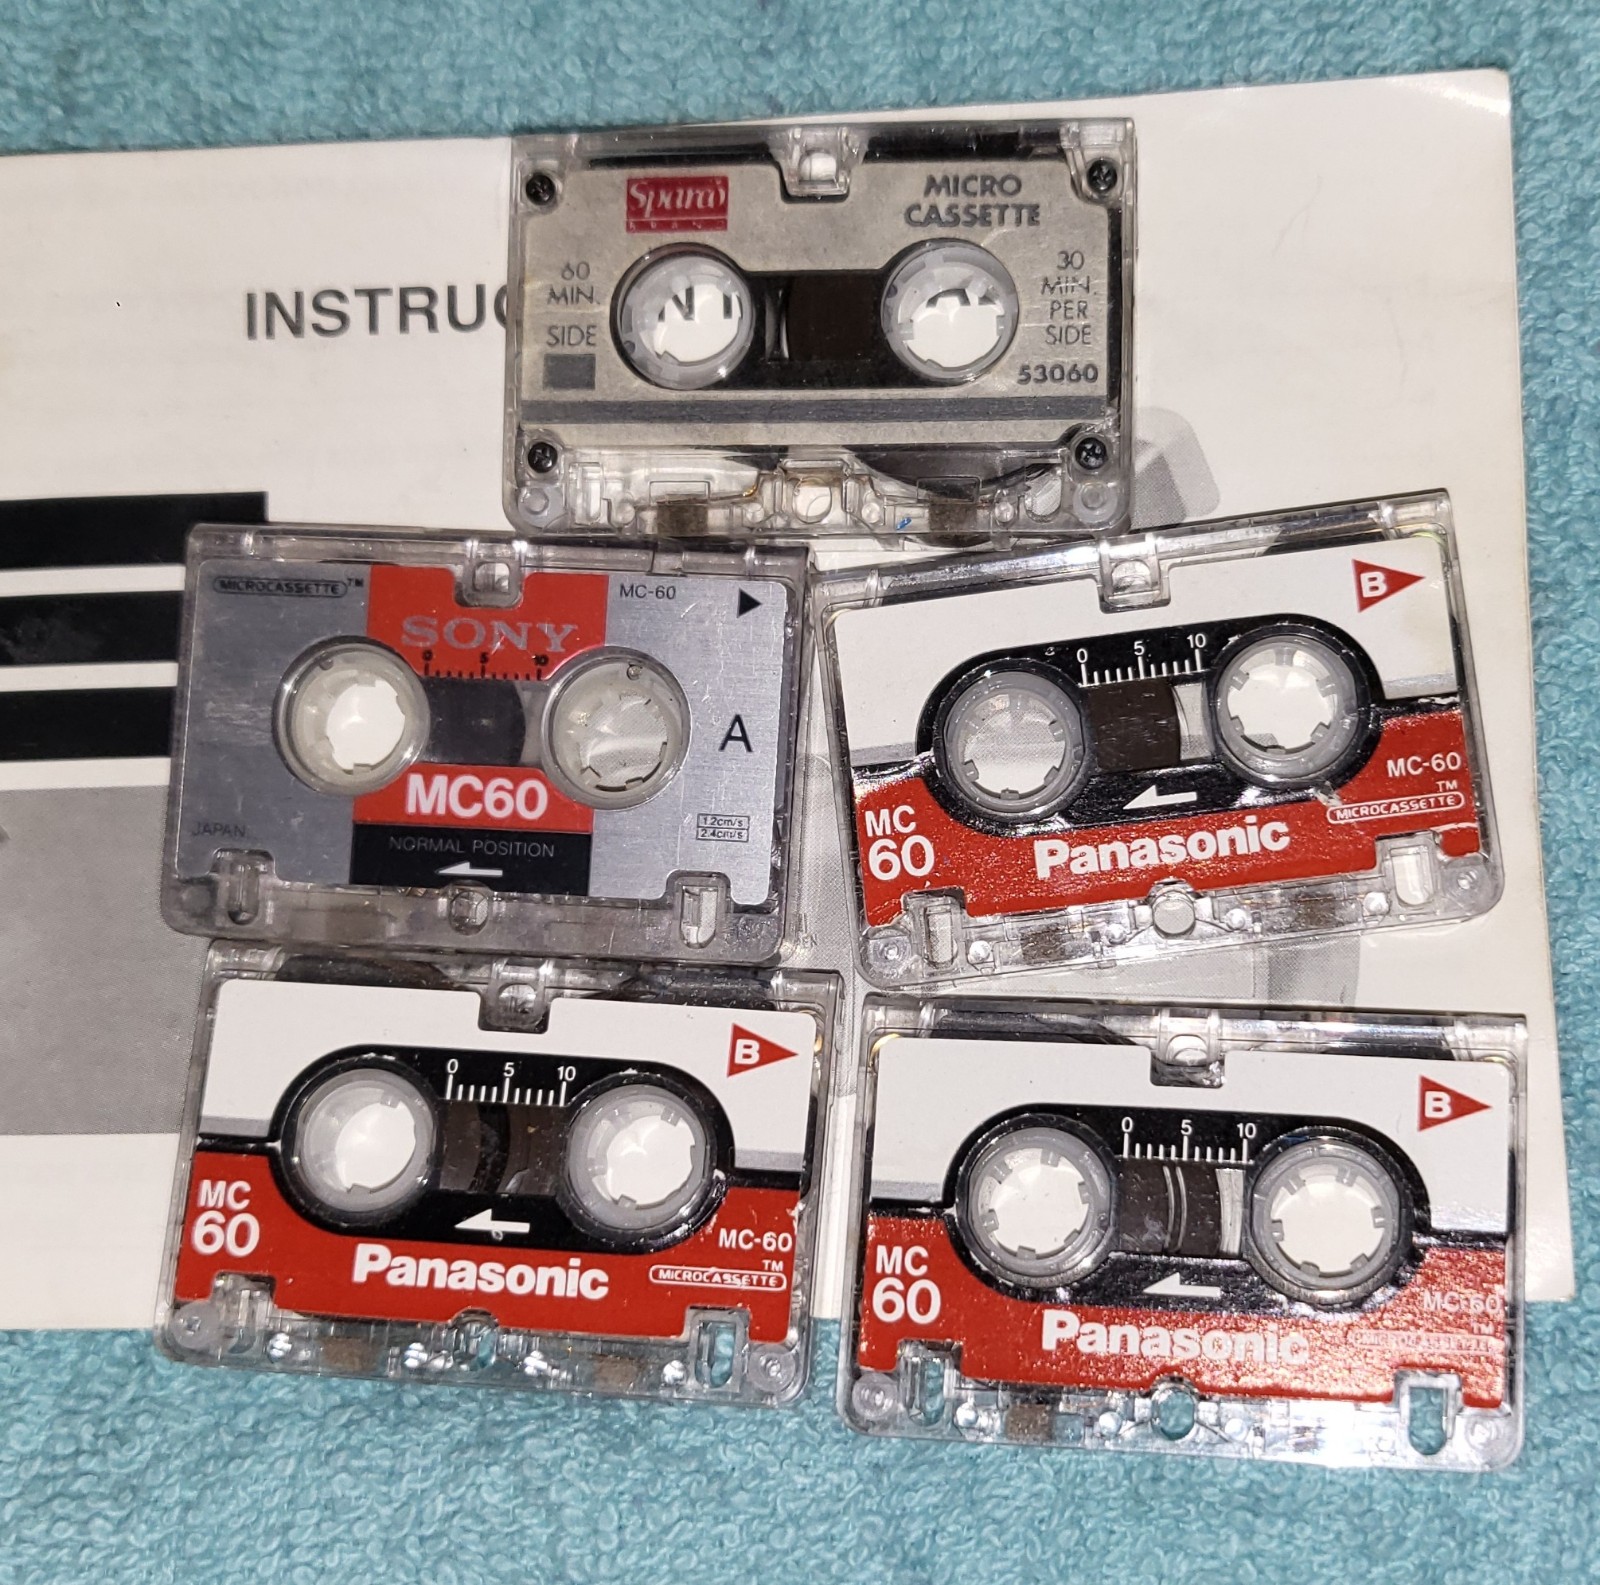 INSTRUC
Sparco
MICRO
CASSETTE
60
MIN.
SIDE
30
MIN.
PER
SIDE
53060
MICROCASSETTE™
SONY
MC-60
0 5 10
A
MC60
JAPAN
NORMAL POSITION
1.2cm/s
2.4cm/s
B
0 5 10
MC-60
MC
60
Panasonic
MICROCASSETTE™
B
0 5 10
MC
60
MC-60
Panasonic
MICROCASSETTE™
B
0 5 10
MC
60
MC-60
Panasonic
MICROCASSETTE™